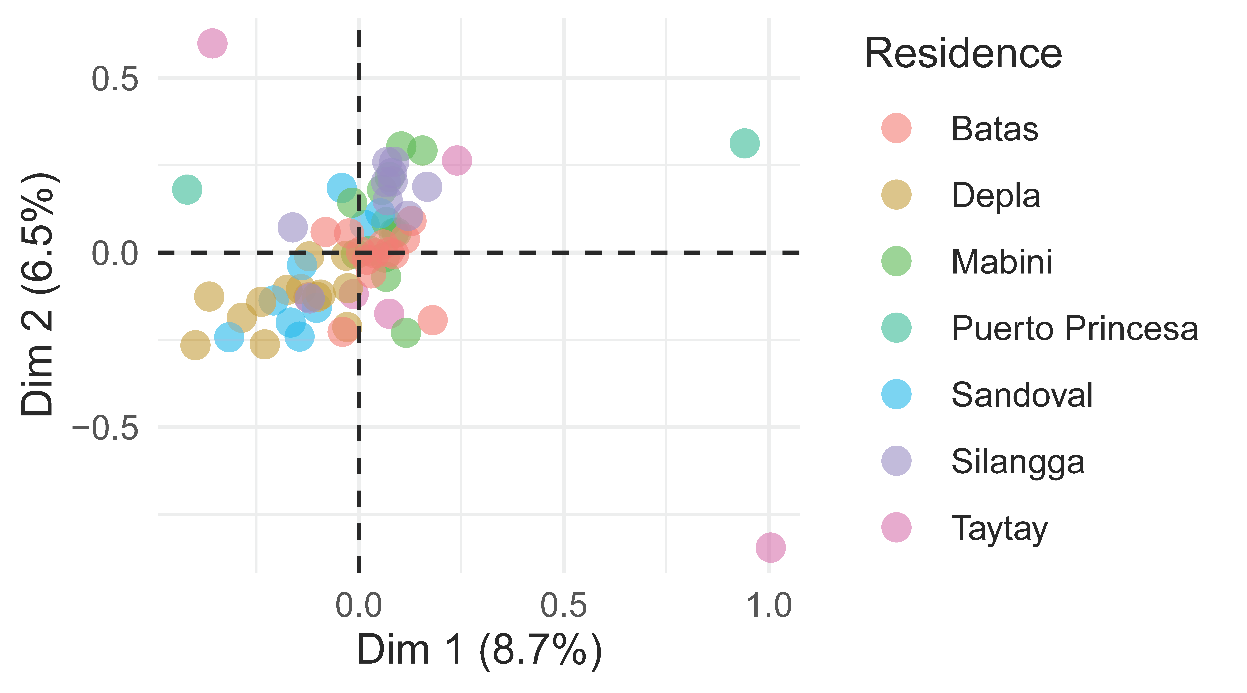 Residence
Batas
Depla
Mabini
Puerto Princesa
Sandoval
Silangga
Taytay
0.5
0.0
−0.5
Dim 2 (6.5%)
0.0 0.5 1.0
Dim 1 (8.7%)